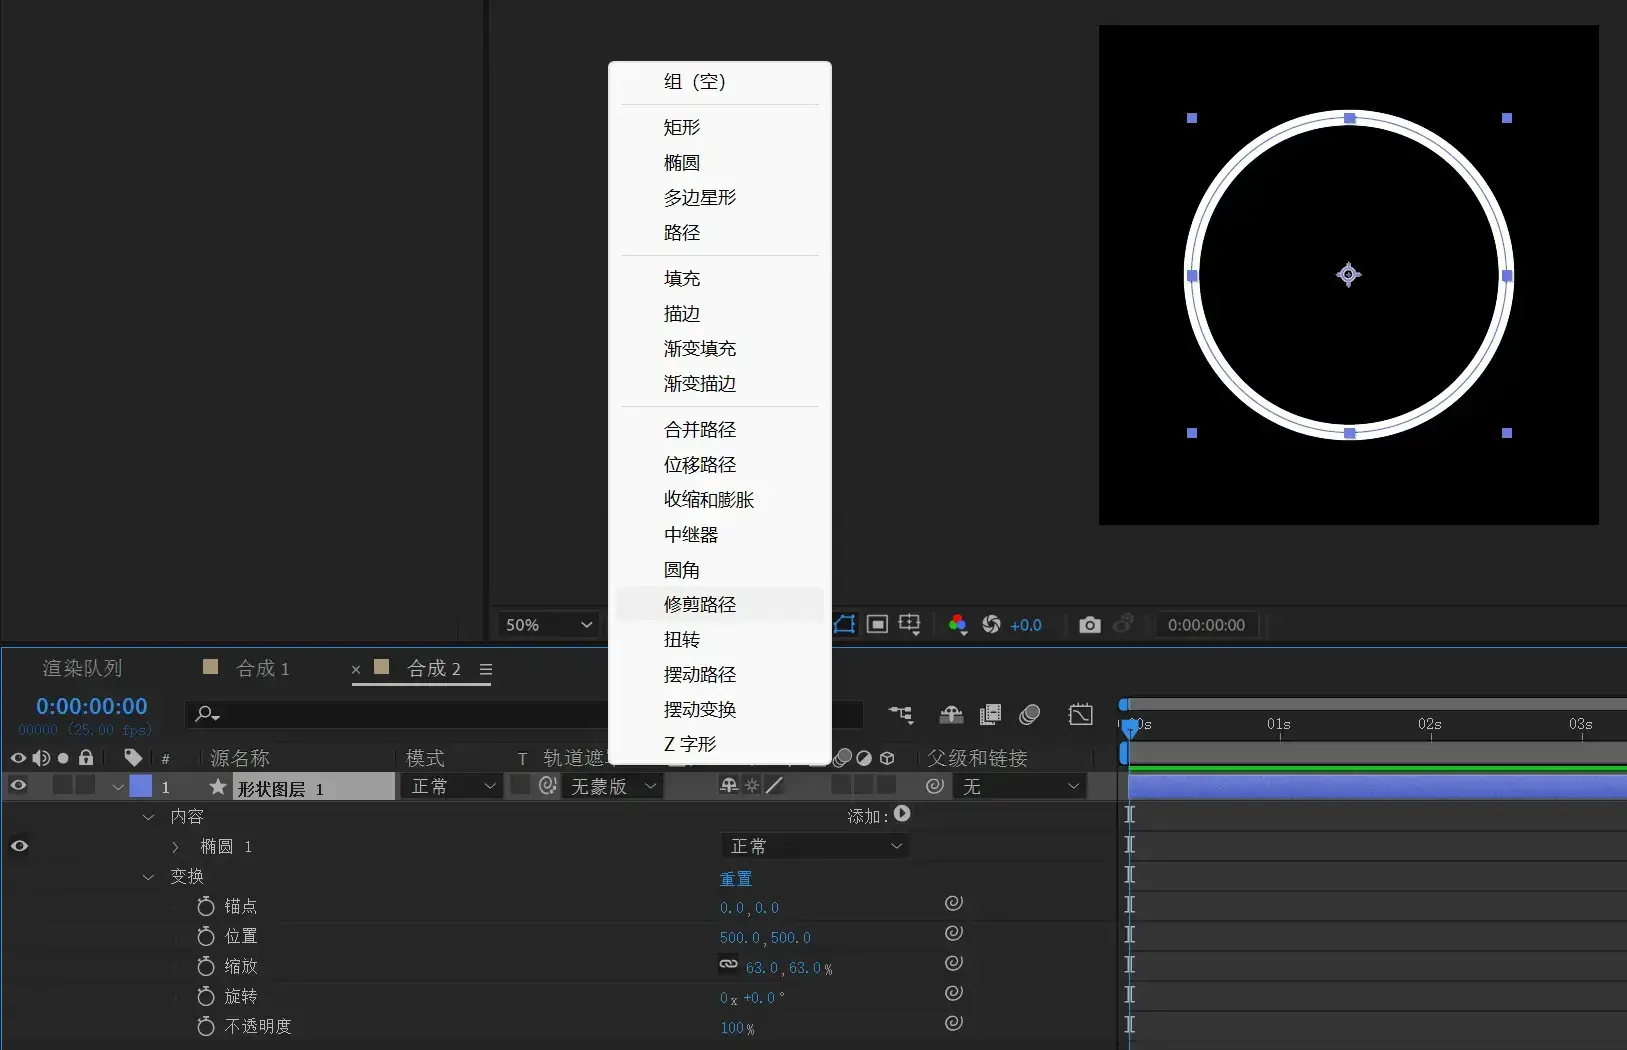 组（空）
矩形
椭圆
多边星形
路径
填充
描边
渐变填充
渐变描边
合并路径
位移路径
收缩和膨胀
中继器
圆角
修剪路径
扭转
摆动路径
摆动变换
Z 字形
50%
+0.0
0:00:00:00
渲染队列
合成 1
× 合成 2
0:00:00:00
00000 (25.00 fps)
00s 01s 02s 03s
# 源名称 模式 T 轨道遮 父级和链接
1 形状图层 1 正常 无蒙版 无
内容 添加:
椭圆 1 正常
变换 重置
锚点 0.0,0.0
位置 500.0,500.0
缩放 63.0,63.0%
旋转 0x+0.0°
不透明度 100%